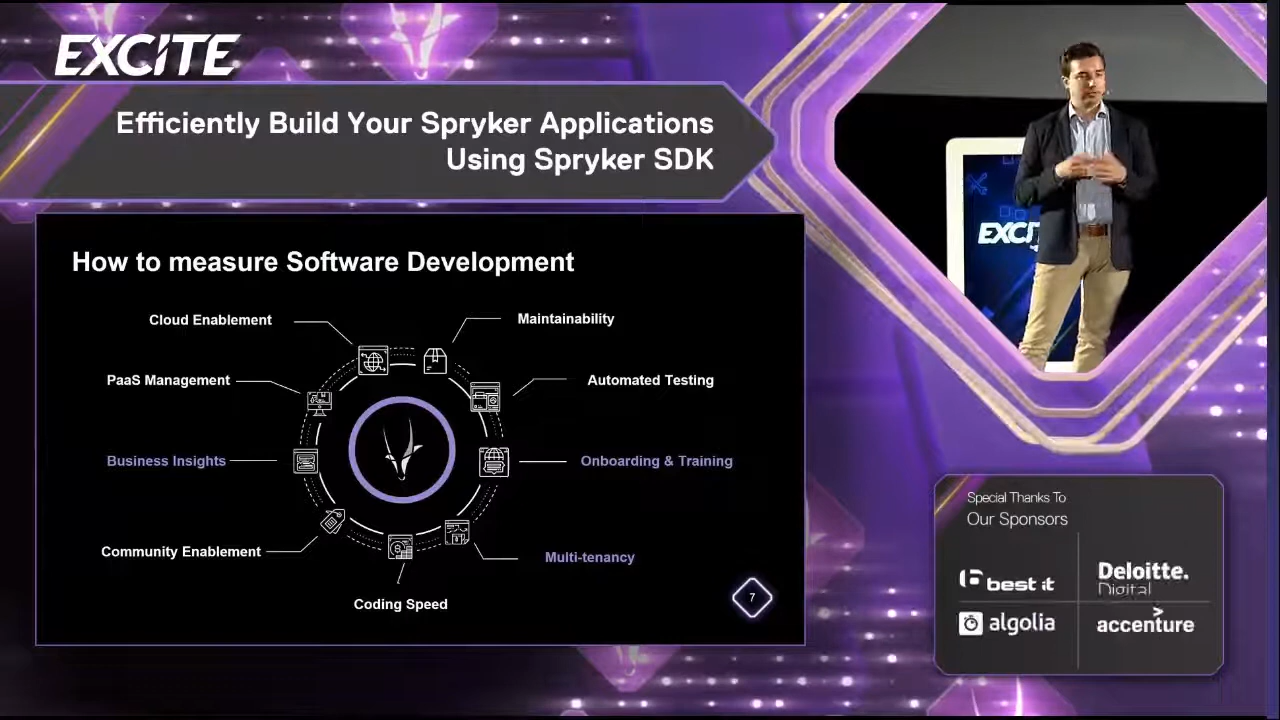 EXCITE
Efficiently Build Your Spryker Applications
Using Spryker SDK
How to measure Software Development
Cloud Enablement
Maintainability
PaaS Management
Automated Testing
Business Insights
Onboarding & Training
Community Enablement
Multi-tenancy
Coding Speed
7
EXCI
Special Thanks To
Our Sponsors
best it
Deloitte.
Digital
algolia
accenture